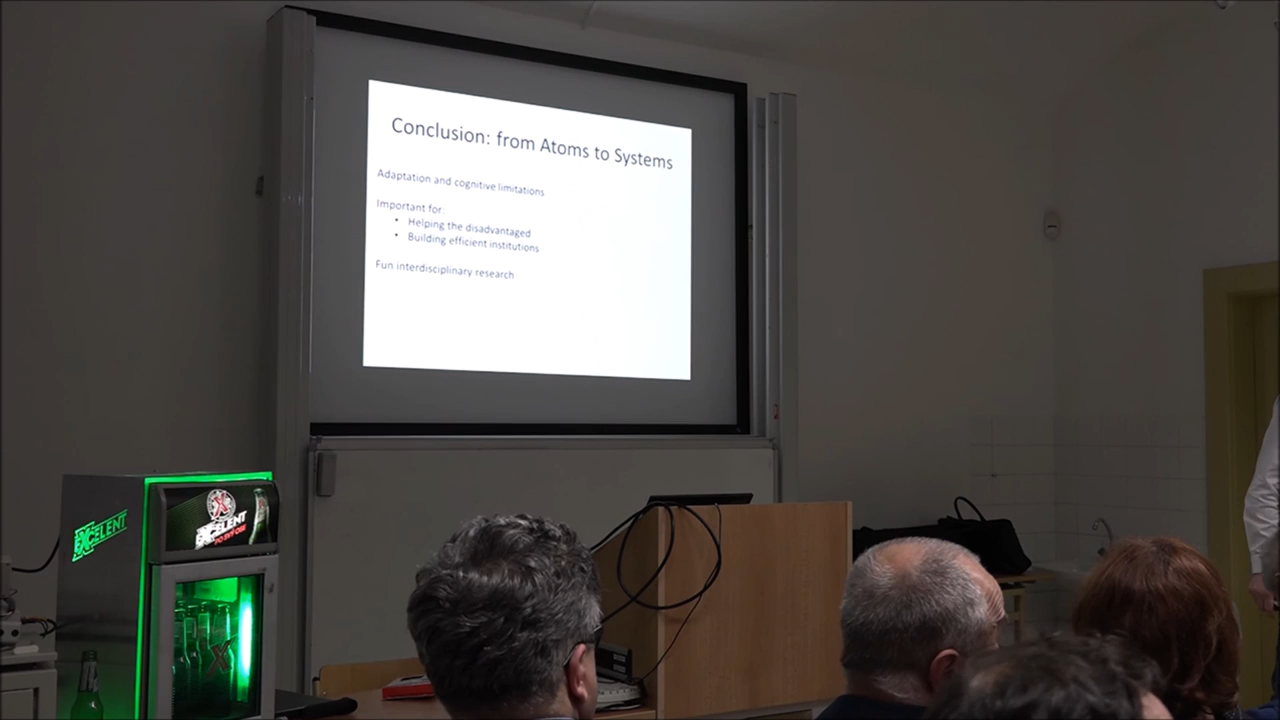 Conclusion: from Atoms to Systems
Adaptation and cognitive limitations
Important for:
• Helping the disadvantaged
• Building efficient institutions
Fun interdisciplinary research
EXCELENT
X
EXCELENT
X